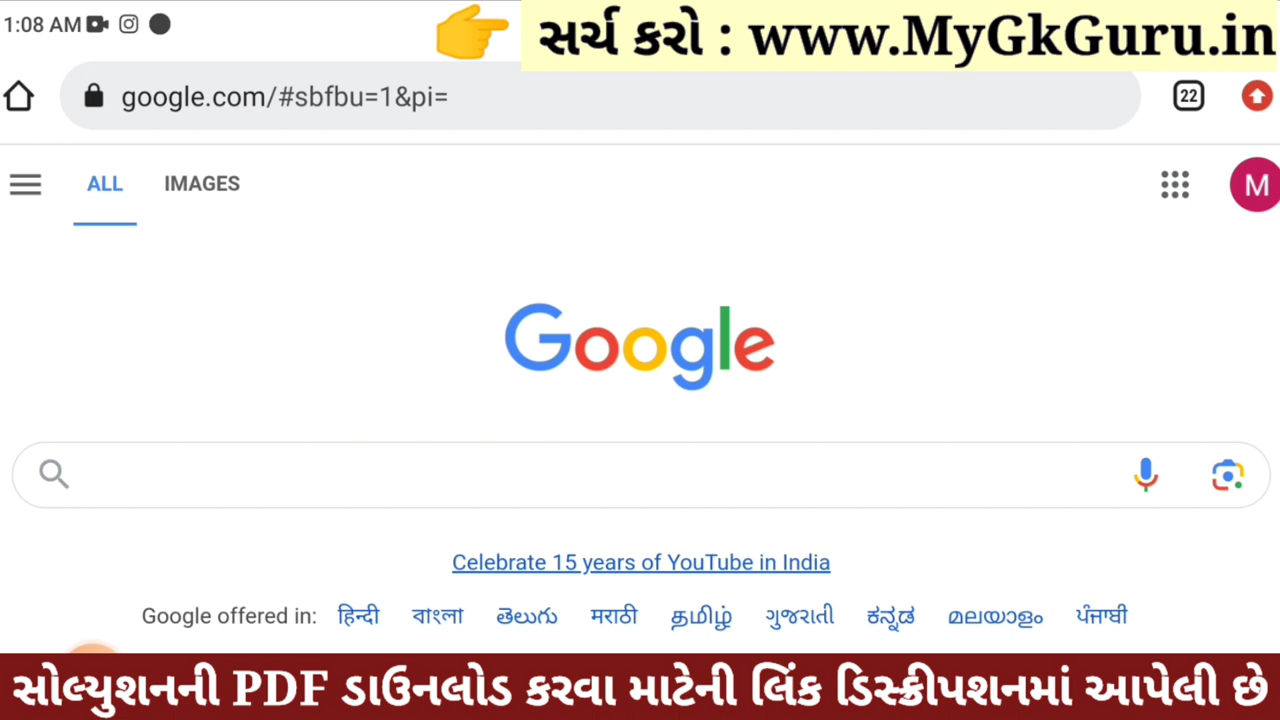 1:08 AM
સર્ચ કરો : www.MyGkGuru.in
google.com/#sbfbu=1&pi=
22
ALL IMAGES
M
Google
Celebrate 15 years of YouTube in India
Google offered in: हिन्दी বাংলা తెలుగు मराठी தமிழ் ગુજરાતી ಕನ್ನಡ മലയാളം ਪੰਜਾਬੀ
સોલ્યુશનની PDF ડાઉનલોડ કરવા માટેની લિંક ડિસ્ક્રીપશનમાં આપેલી છે